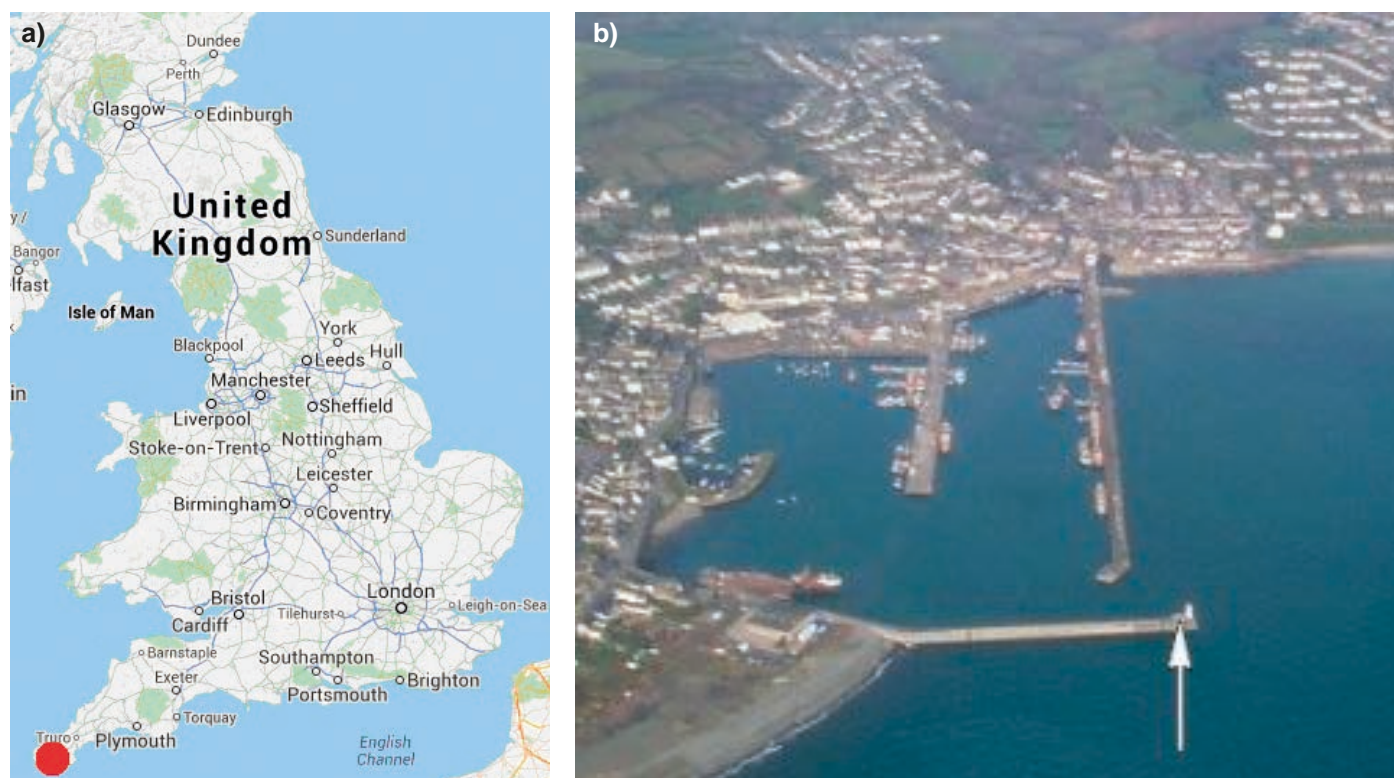 a)
Dundee
Perth
Glasgow
Edinburgh
United
Kingdom
Sunderland
y /
Bangor
lfast
Isle of Man
York
Blackpool
Leeds
Hull
in
Manchester
Liverpool
Sheffield
Stoke-on-Trent
Nottingham
Leicester
Birmingham
Coventry
London
Bristol
Tilehurst
Leigh-on-Sea
Cardiff
Barnstaple
Southampton
Exeter
Portsmouth
Brighton
Torquay
Truro
Plymouth
English
Channel
b)